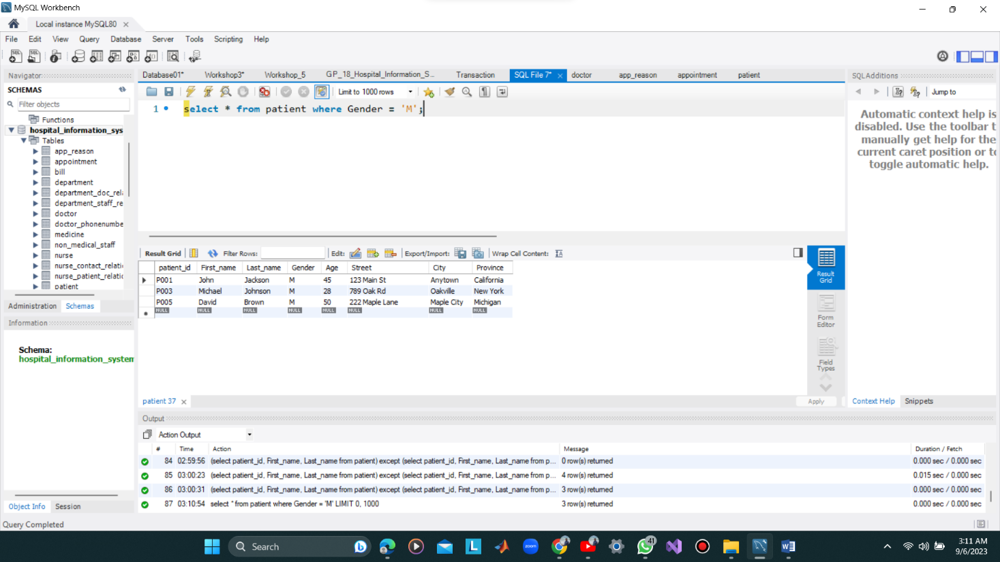 MySQL Workbench
Local instance MySQL80
File Edit View Query Database Server Tools Scripting Help
Navigator
SCHEMAS
Filter objects
Functions
hospital_information_sys
Tables
app_reason
appointment
bill
department
department_doc_rel
department_staff_re
doctor
doctor_phonenumbe
medicine
non_medical_staff
nurse
nurse_contact_relati
nurse_patient_relati
patient
Administration Schemas
Information
Schema:
hospital_information_system
Object Info Session
Query Completed
Database01* Workshop3* Workshop_5 GP_18_Hospital_Information_S... Transaction SQL File 7* doctor app_reason appointment patient
Limit to 1000 rows
1 select * from patient where Gender = 'M';
Result Grid Filter Rows: Edit: Export/Import: Wrap Cell Content:
patient_id First_name Last_name Gender Age Street City Province
P001 John Jackson M 45 123 Main St Anytown California
P003 Michael Johnson M 28 789 Oak Rd Oakville New York
P005 David Brown M 50 222 Maple Lane Maple City Michigan
NULL NULL NULL NULL NULL NULL NULL NULL
Result Grid
Form Editor
Field Types
patient 37
Apply
Output
Action Output
# Time Action Message Duration / Fetch
84 02:59:56 (select patient_id, First_name, Last_name from patient) except (select patient_id, First_name, Last_name from p... 0 row(s) returned 0.000 sec / 0.000 sec
85 03:00:23 (select patient_id, First_name, Last_name from patient) except (select patient_id, First_name, Last_name from p... 4 row(s) returned 0.015 sec / 0.000 sec
86 03:00:31 (select patient_id, First_name, Last_name from patient) except (select patient_id, First_name, Last_name from p... 3 row(s) returned 0.000 sec / 0.000 sec
87 03:10:54 select * from patient where Gender = 'M' LIMIT 0, 1000 3 row(s) returned 0.000 sec / 0.000 sec
SQLAdditions
Jump to
Automatic context help is
disabled. Use the toolbar t
manually get help for the
current caret position or to
toggle automatic help.
Context Help Snippets
Search
zoom
L
41
3:11 AM
9/6/2023